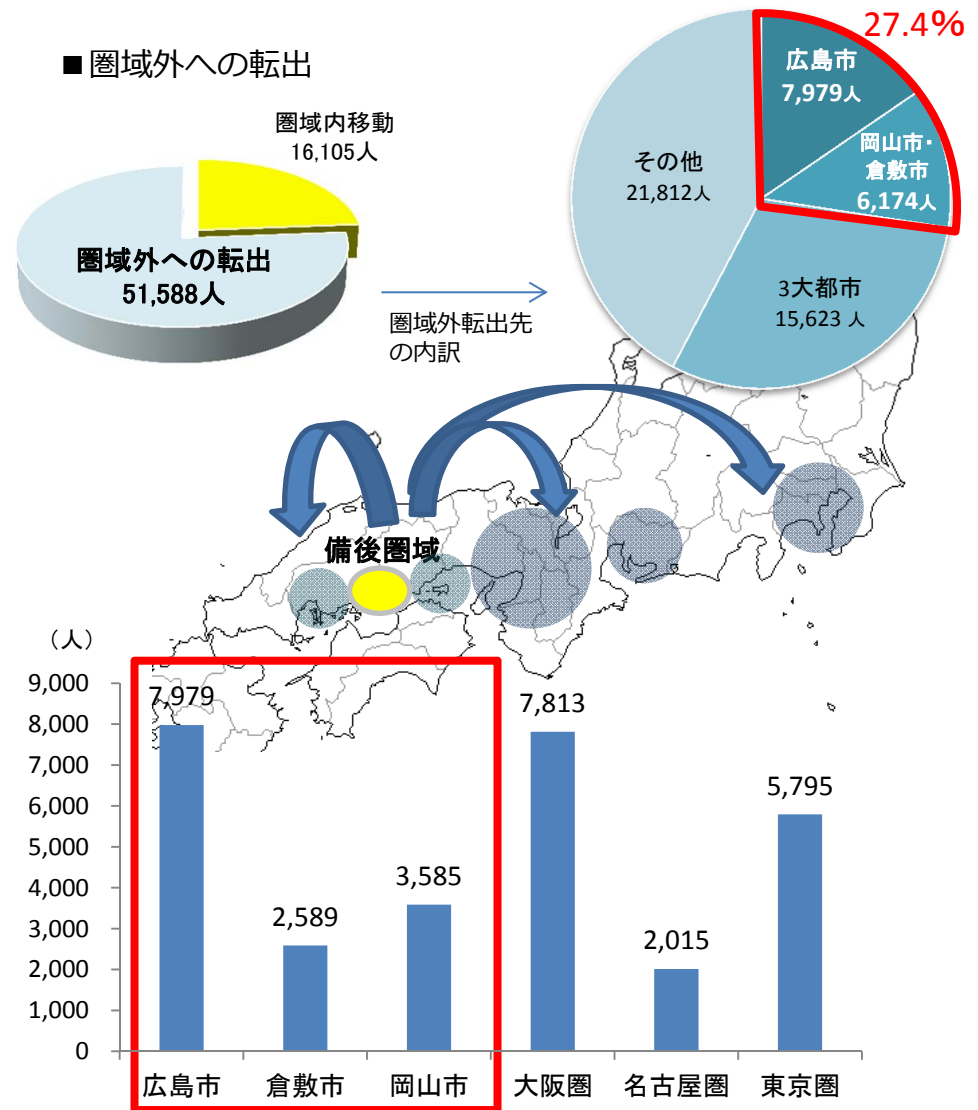 ■圏域外への転出
圏域内移動
16,105人
圏域外への転出
51,588人
圏域外転出先
の内訳
27.4%
広島市
7,979人
岡山市・
倉敷市
6,174人
3大都市
15,623 人
その他
21,812人
備後圏域
（人）
9,000
8,000
7,000
6,000
5,000
4,000
3,000
2,000
1,000
0
7,979
2,589
3,585
7,813
2,015
5,795
広島市 倉敷市 岡山市 大阪圏 名古屋圏 東京圏